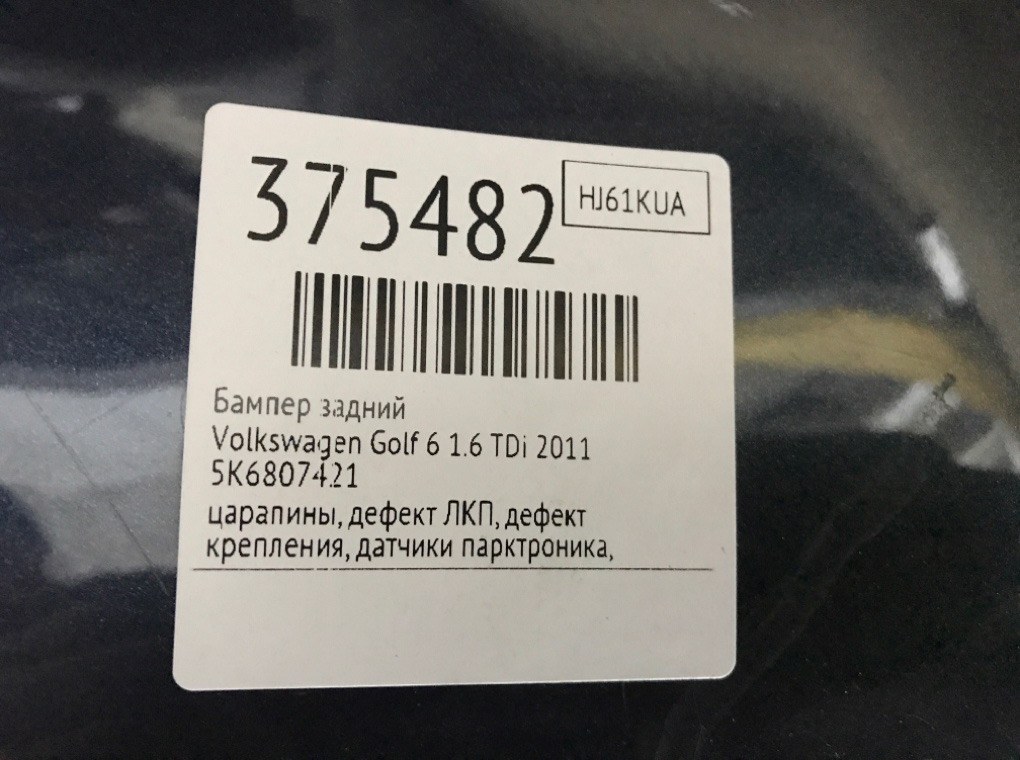 375482
HJ61KUA
Бампер задний
Volkswagen Golf 6 1.6 TDi 2011
5K6807421
царапины, дефект ЛКП, дефект
крепления, датчики парктроника,